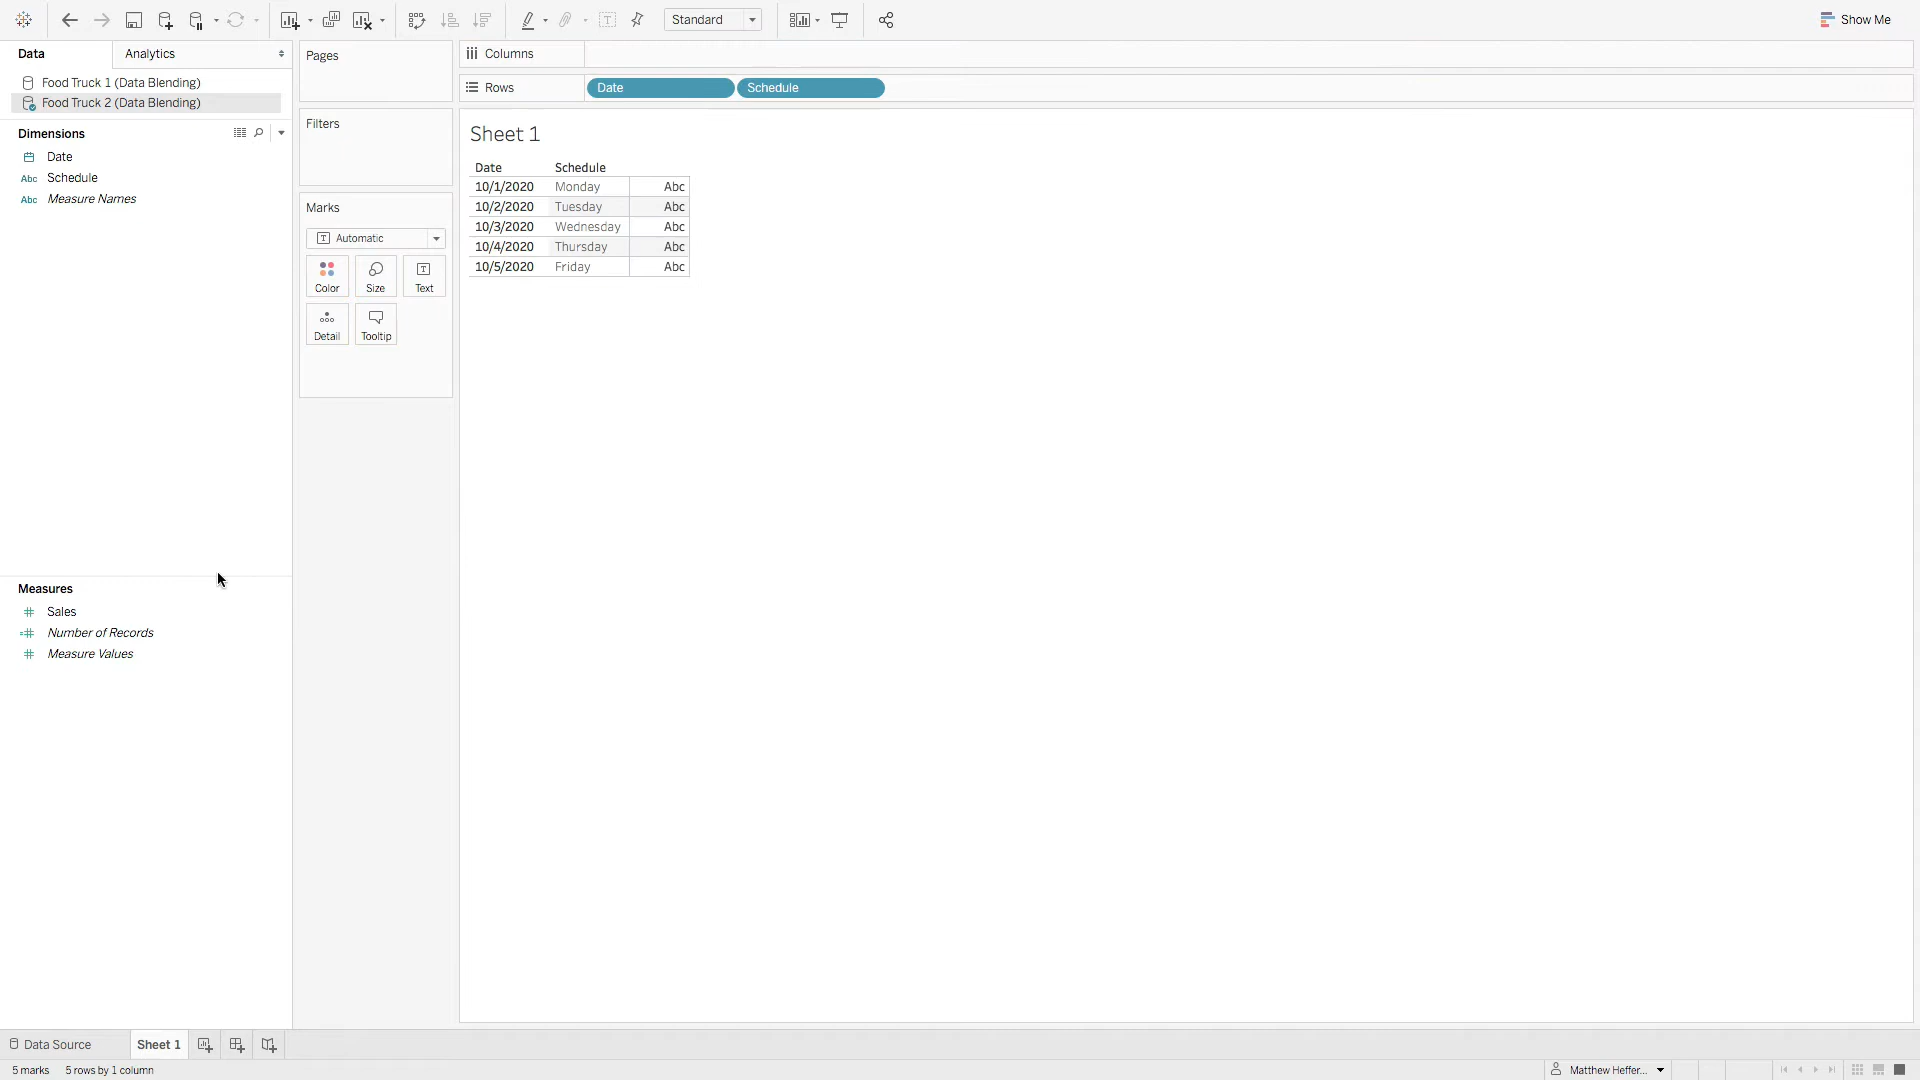 Standard
Show Me
Data
Analytics
Food Truck 1 (Data Blending)
Food Truck 2 (Data Blending)
Dimensions
Date
Abc Schedule
Abc Measure Names
Measures
Sales
Number of Records
Measure Values
Pages
Filters
Marks
Automatic
Color
Size
Text
Detail
Tooltip
Columns
Rows
Date
Schedule
Sheet 1
Date Schedule
10/1/2020 Monday Abc
10/2/2020 Tuesday Abc
10/3/2020 Wednesday Abc
10/4/2020 Thursday Abc
10/5/2020 Friday Abc
Data Source
Sheet 1
5 marks 5 rows by 1 column
Matthew Heffer...